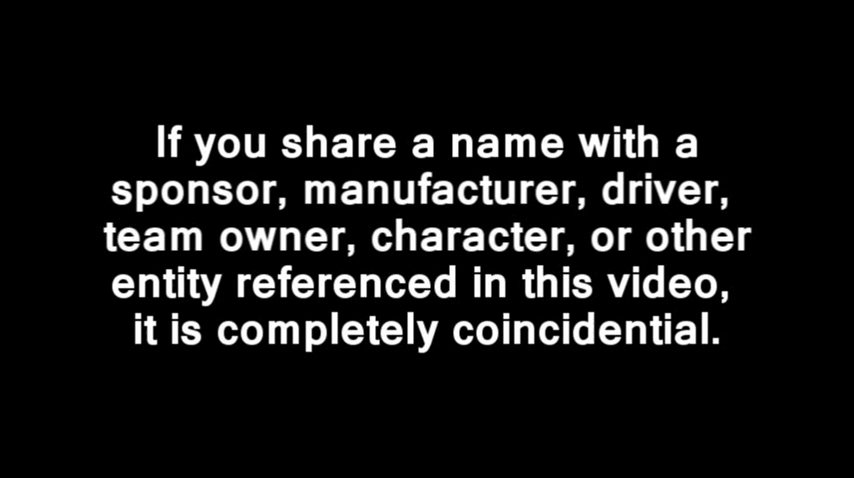 If you share a name with a
sponsor, manufacturer, driver,
team owner, character, or other
entity referenced in this video,
it is completely coincidential.